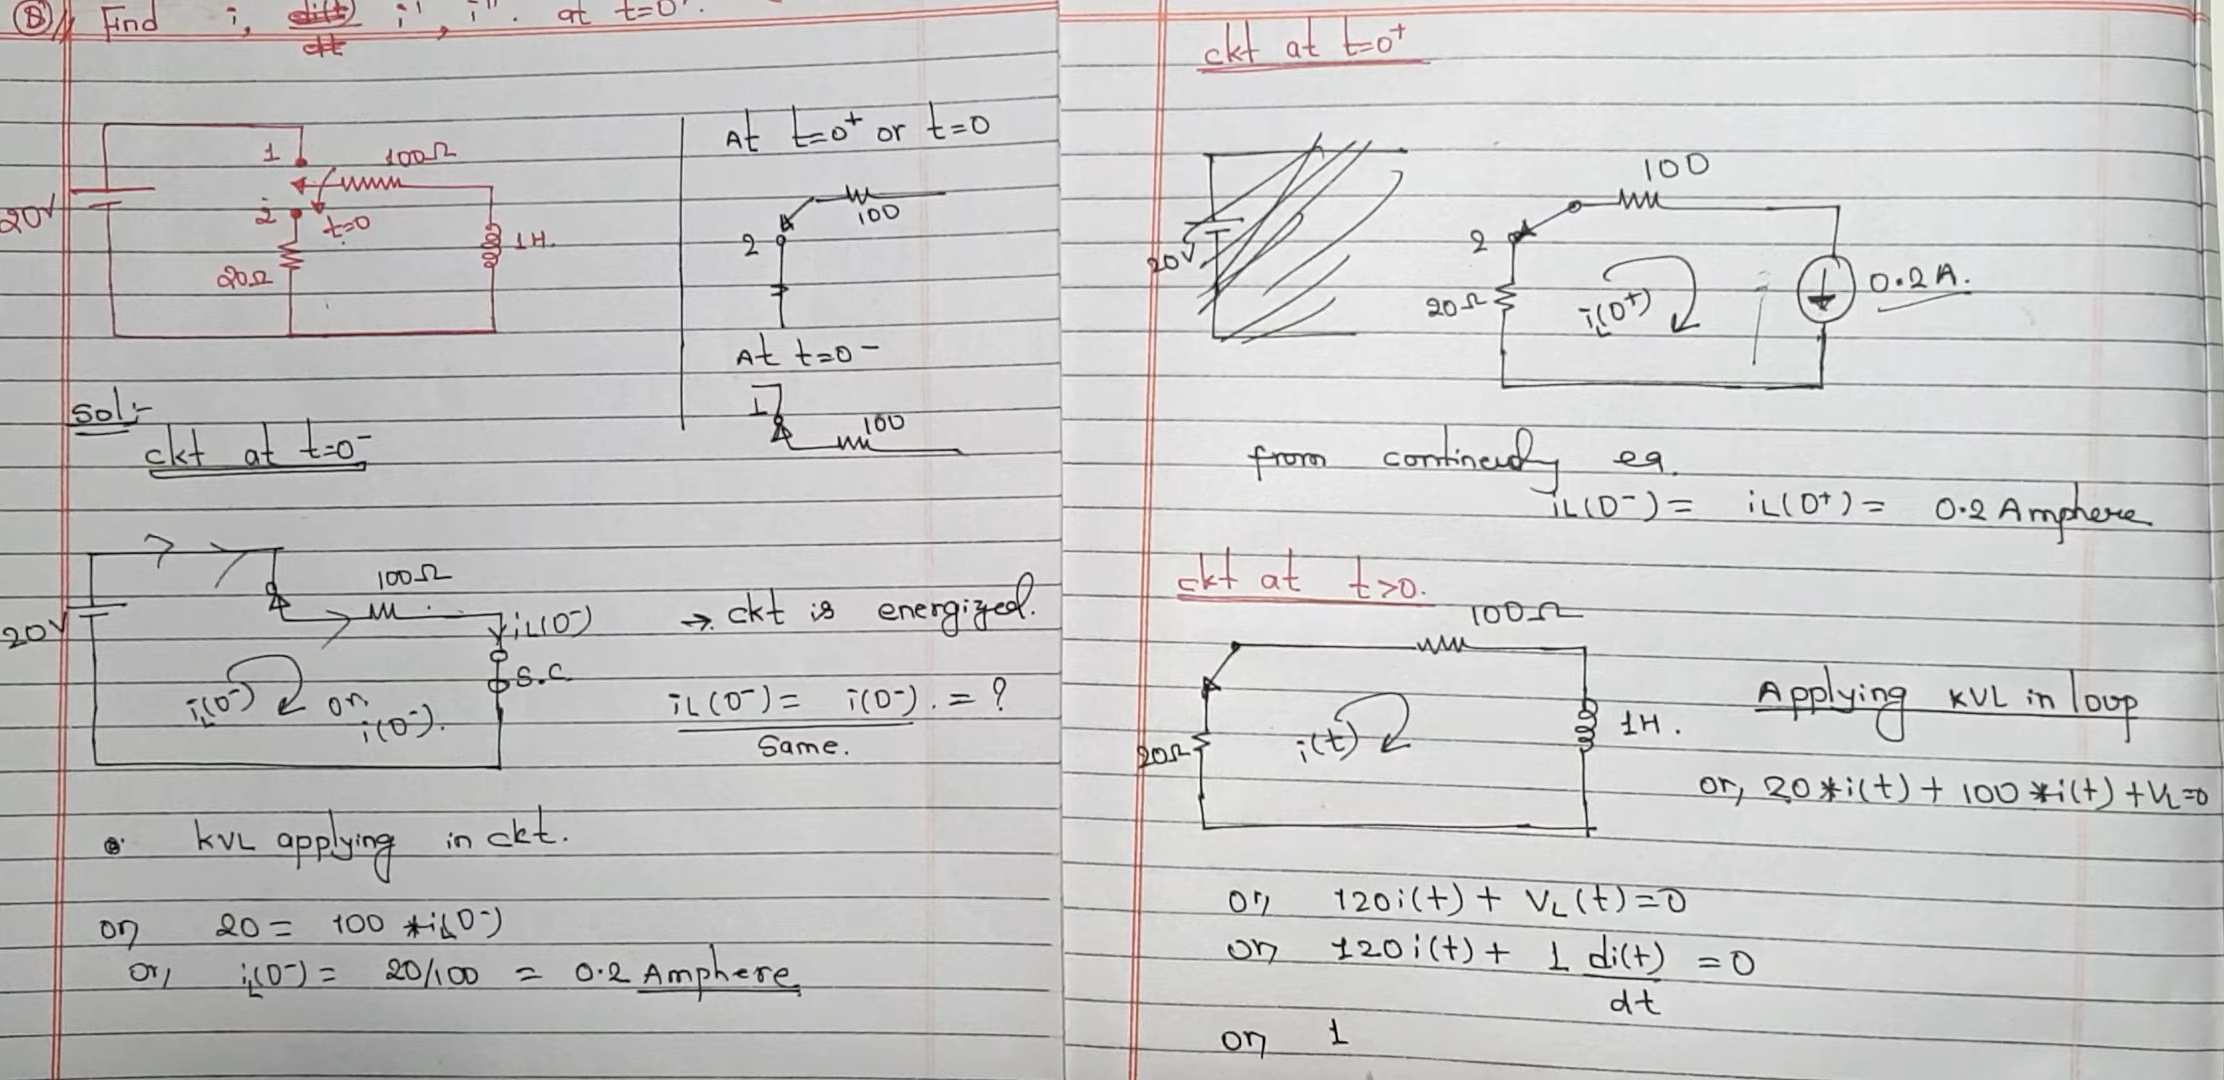 8 Find i, di(t)/dt i', i''. at t=0+.
1
100Ω
20V
2
t=0
20Ω
1H.
At t=0+ or t=0
100
2
At t=0-
1
100
Sol:-
ckt at t=0-
100Ω
20V
iL(0-)
S.C
iL(0-) or i(0-).
→ ckt is energized.
iL(0-) = i(0-). = ?
Same.
KVL applying in ckt.
or 20 = 100 *iL(0-)
or, iL(0-) = 20/100 = 0.2 Amphere
ckt at t=0+
20V
100
2
20Ω
iL(0+)
0.2A.
from continuity eq.
iL(0-) = iL(0+) = 0.2 Amphere
ckt at t>0.
100Ω
20Ω
i(t)
1H.
Applying KVL in loop
or, 20*i(t) + 100*i(t) + VL=0
or, 120i(t) + VL(t)=0
or, 120i(t) + 1 di(t)/dt = 0
or 1